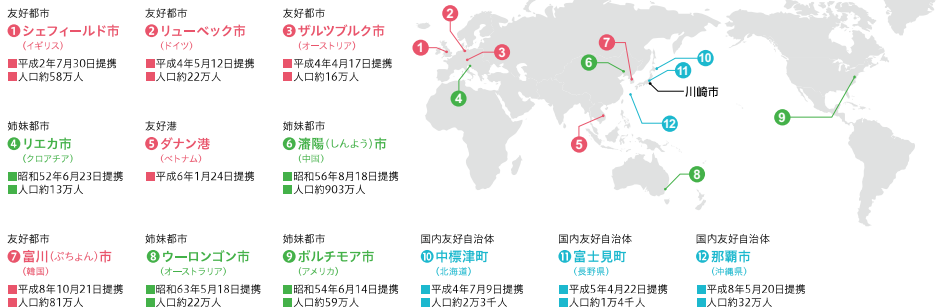 友好都市
❶シェフィールド市
（イギリス）
平成2年7月30日提携
人口約58万人
友好都市
❷リューベック市
（ドイツ）
平成4年5月12日提携
人口約22万人
友好都市
❸ザルツブルク市
（オーストリア）
平成4年4月17日提携
人口約16万人
姉妹都市
❹リエカ市
（クロアチア）
昭和52年6月23日提携
人口約13万人
友好港
❺ダナン港
（ベトナム）
平成6年1月24日提携
姉妹都市
❻瀋陽（しんよう）市
（中国）
昭和56年8月18日提携
人口約903万人
1
2
3
4
5
6
7
8
9
10
11
12
川崎市
友好都市
❼富川（ぷちょん）市
（韓国）
平成8年10月21日提携
人口約81万人
姉妹都市
❽ウーロンゴン市
（オーストラリア）
昭和63年5月18日提携
人口約22万人
姉妹都市
❾ボルチモア市
（アメリカ）
昭和54年6月14日提携
人口約59万人
国内友好自治体
❿中標津町
（北海道）
平成4年7月9日提携
人口約2万3千人
国内友好自治体
⓫富士見町
（長野県）
平成5年4月22日提携
人口約1万4千人
国内友好自治体
⓬那覇市
（沖縄県）
平成8年5月20日提携
人口約32万人